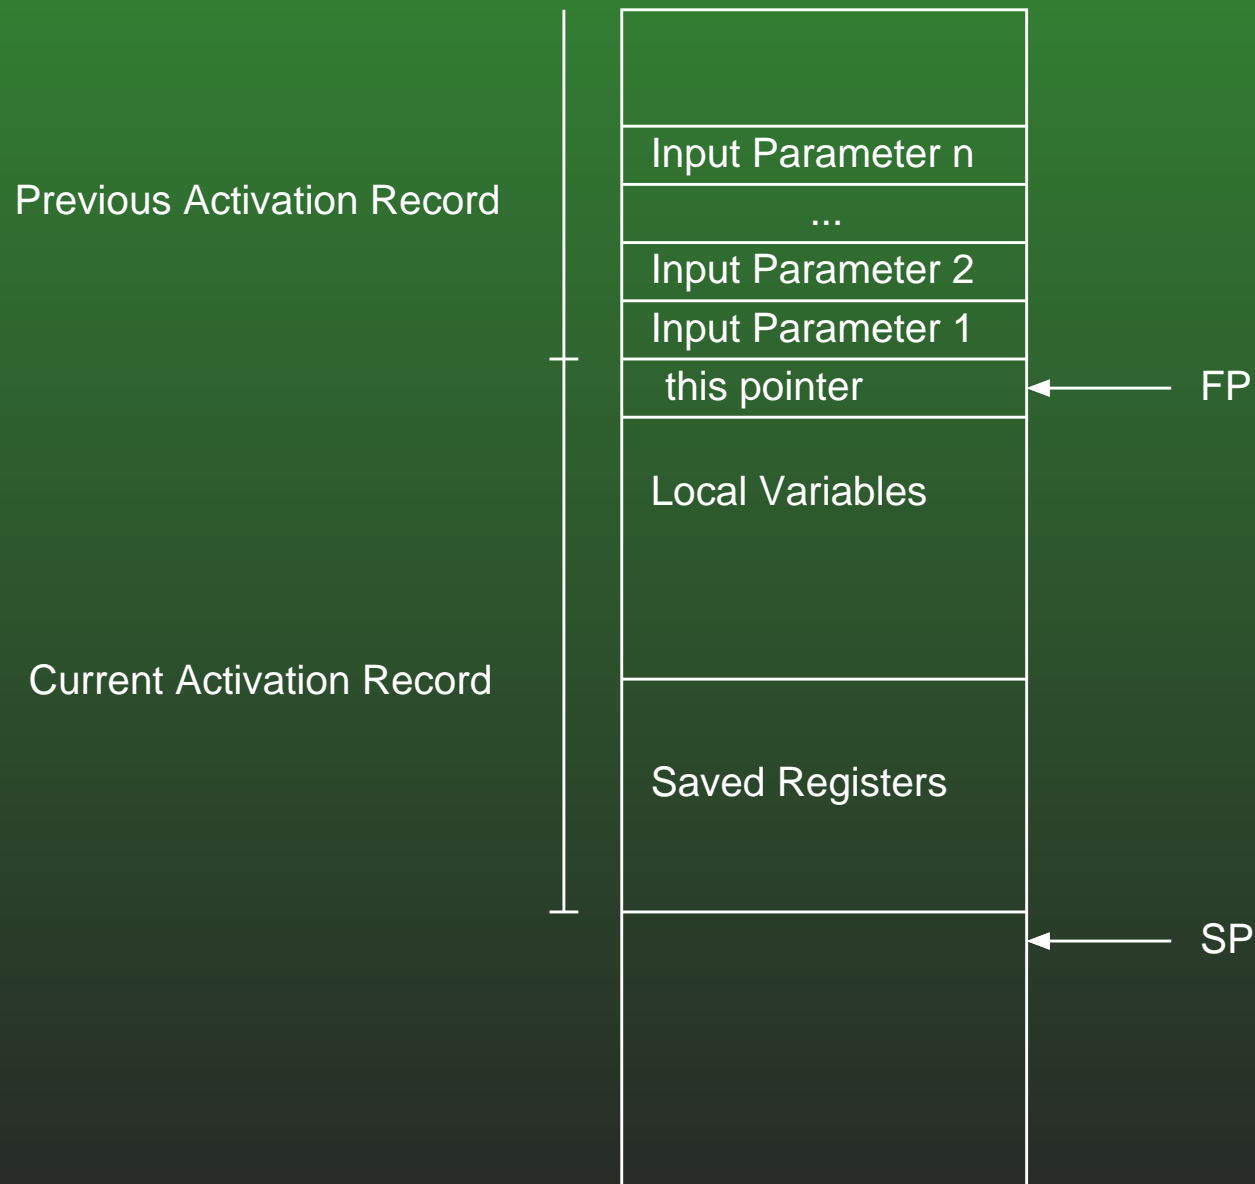 Input Parameter n
Previous Activation Record
...
Input Parameter 2
Input Parameter 1
this pointer
FP
Local Variables
Current Activation Record
Saved Registers
SP